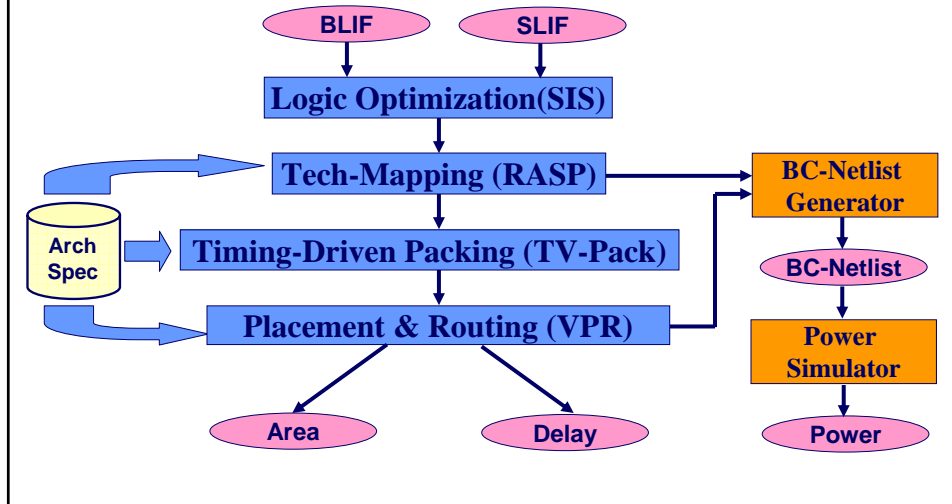 BLIF
SLIF
Logic Optimization(SIS)
Tech-Mapping (RASP)
BC-Netlist
Generator
Arch
Spec
Timing-Driven Packing (TV-Pack)
BC-Netlist
Placement & Routing (VPR)
Power
Simulator
Area
Delay
Power